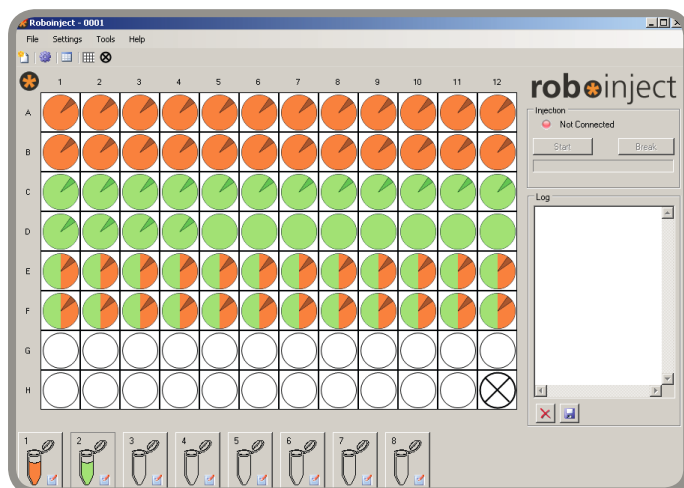 Roboinject - 0001
File Settings Tools Help
1 2 3 4 5 6 7 8 9 10 11 12
A
B
C
D
E
F
G
H
roboinject
Injection
Not Connected
Start Break
Log
1 2 3 4 5 6 7 8